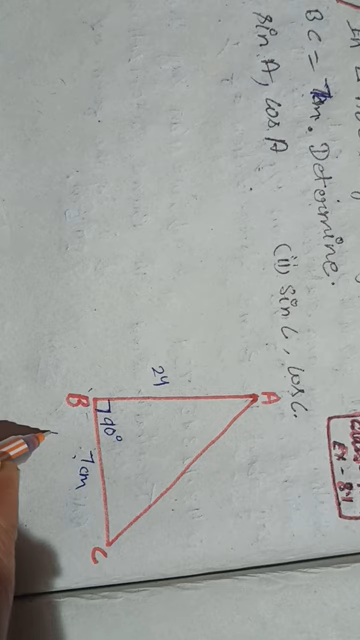 BC = 7cm. Determine.
sin A, cos A
(ii) sin C, cos C.
EX - 8.1
A
24
B
90°
7cm
C